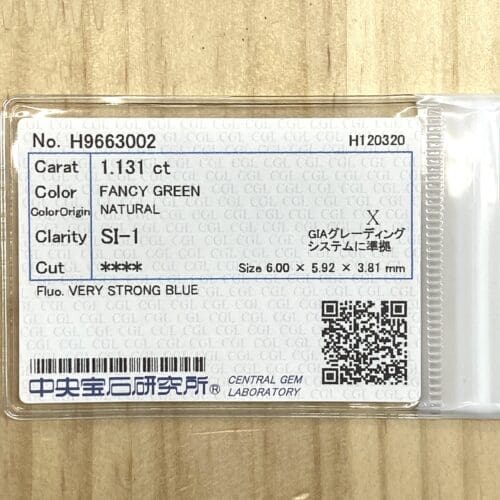 No. H9663002 H120320
Carat 1.131 ct
Color FANCY GREEN
ColorOrigin NATURAL
X
Clarity SI-1 GIAグレーディング
システムに準拠
Cut **** Size 6.00 × 5.92 × 3.81 mm
Fluo. VERY STRONG BLUE
中央宝石研究所® CENTRAL GEM
LABORATORY